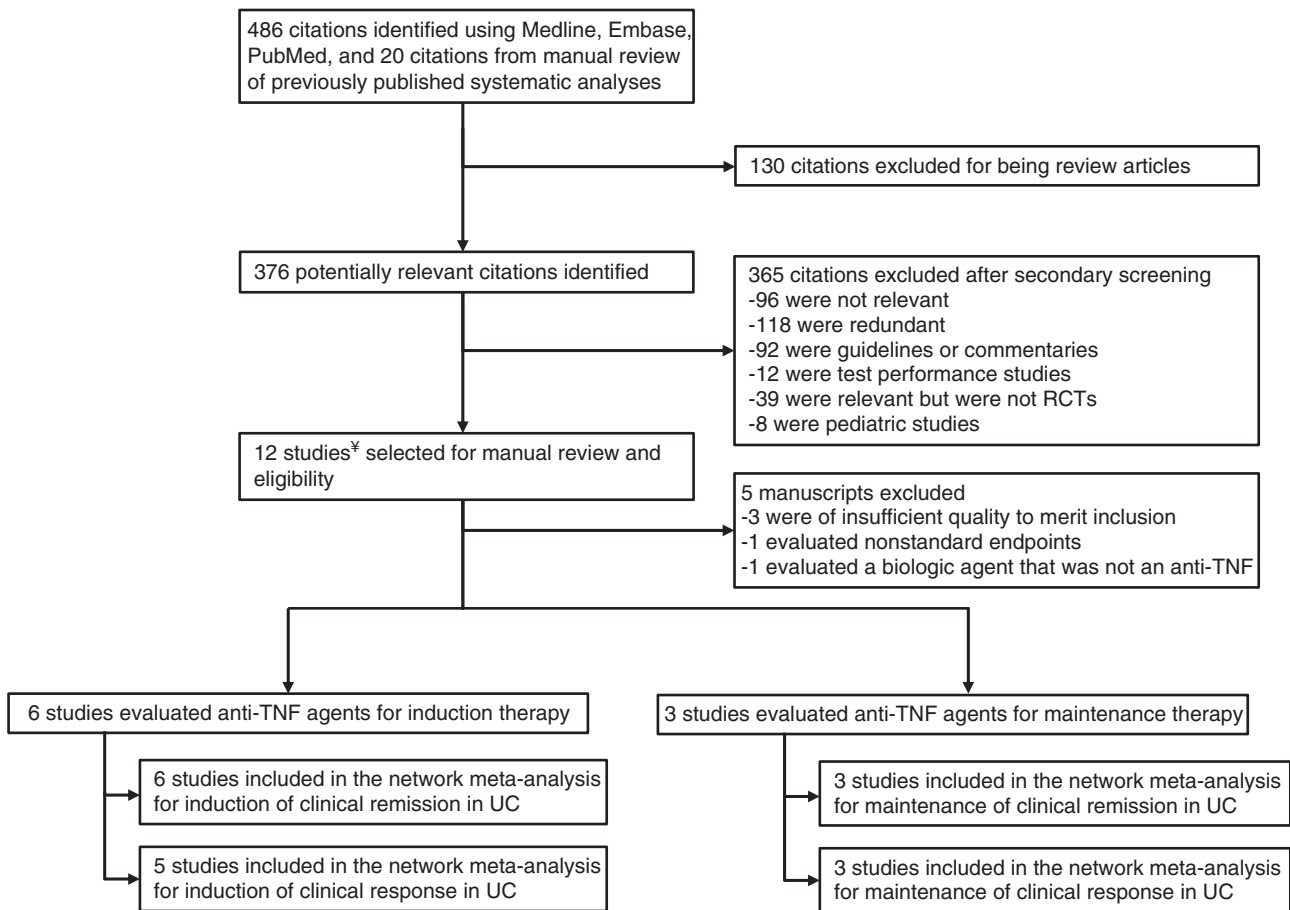 486 citations identified using Medline, Embase,
PubMed, and 20 citations from manual review
of previously published systematic analyses
130 citations excluded for being review articles
376 potentially relevant citations identified
365 citations excluded after secondary screening
-96 were not relevant
-118 were redundant
-92 were guidelines or commentaries
-12 were test performance studies
-39 were relevant but were not RCTs
-8 were pediatric studies
12 studies¥ selected for manual review and
eligibility
5 manuscripts excluded
-3 were of insufficient quality to merit inclusion
-1 evaluated nonstandard endpoints
-1 evaluated a biologic agent that was not an anti-TNF
6 studies evaluated anti-TNF agents for induction therapy
6 studies included in the network meta-analysis
for induction of clinical remission in UC
5 studies included in the network meta-analysis
for induction of clinical response in UC
3 studies evaluated anti-TNF agents for maintenance therapy
3 studies included in the network meta-analysis
for maintenance of clinical remission in UC
3 studies included in the network meta-analysis
for maintenance of clinical response in UC